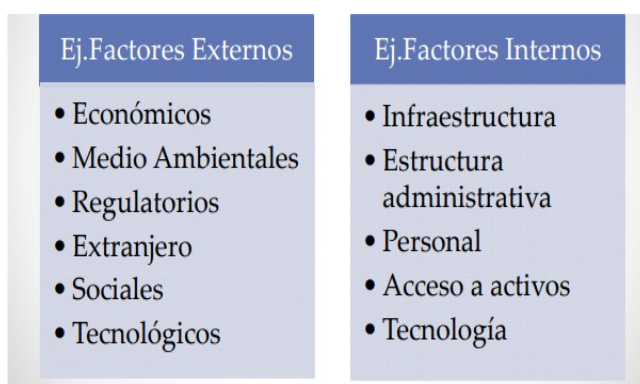 Ej.Factores Externos
• Económicos
• Medio Ambientales
• Regulatorios
• Extranjero
• Sociales
• Tecnológicos
Ej.Factores Internos
• Infraestructura
• Estructura
administrativa
• Personal
• Acceso a activos
• Tecnología